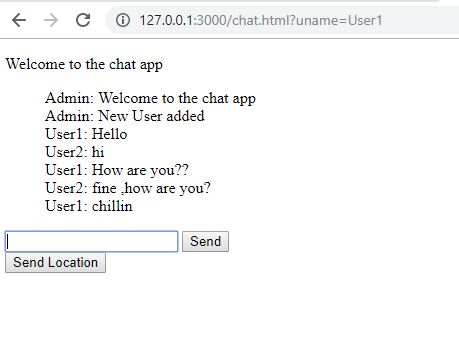 127.0.0.1:3000/chat.html?uname=User1
Welcome to the chat app
Admin: Welcome to the chat app
Admin: New User added
User1: Hello
User2: hi
User1: How are you??
User2: fine ,how are you?
User1: chillin
Send
Send Location